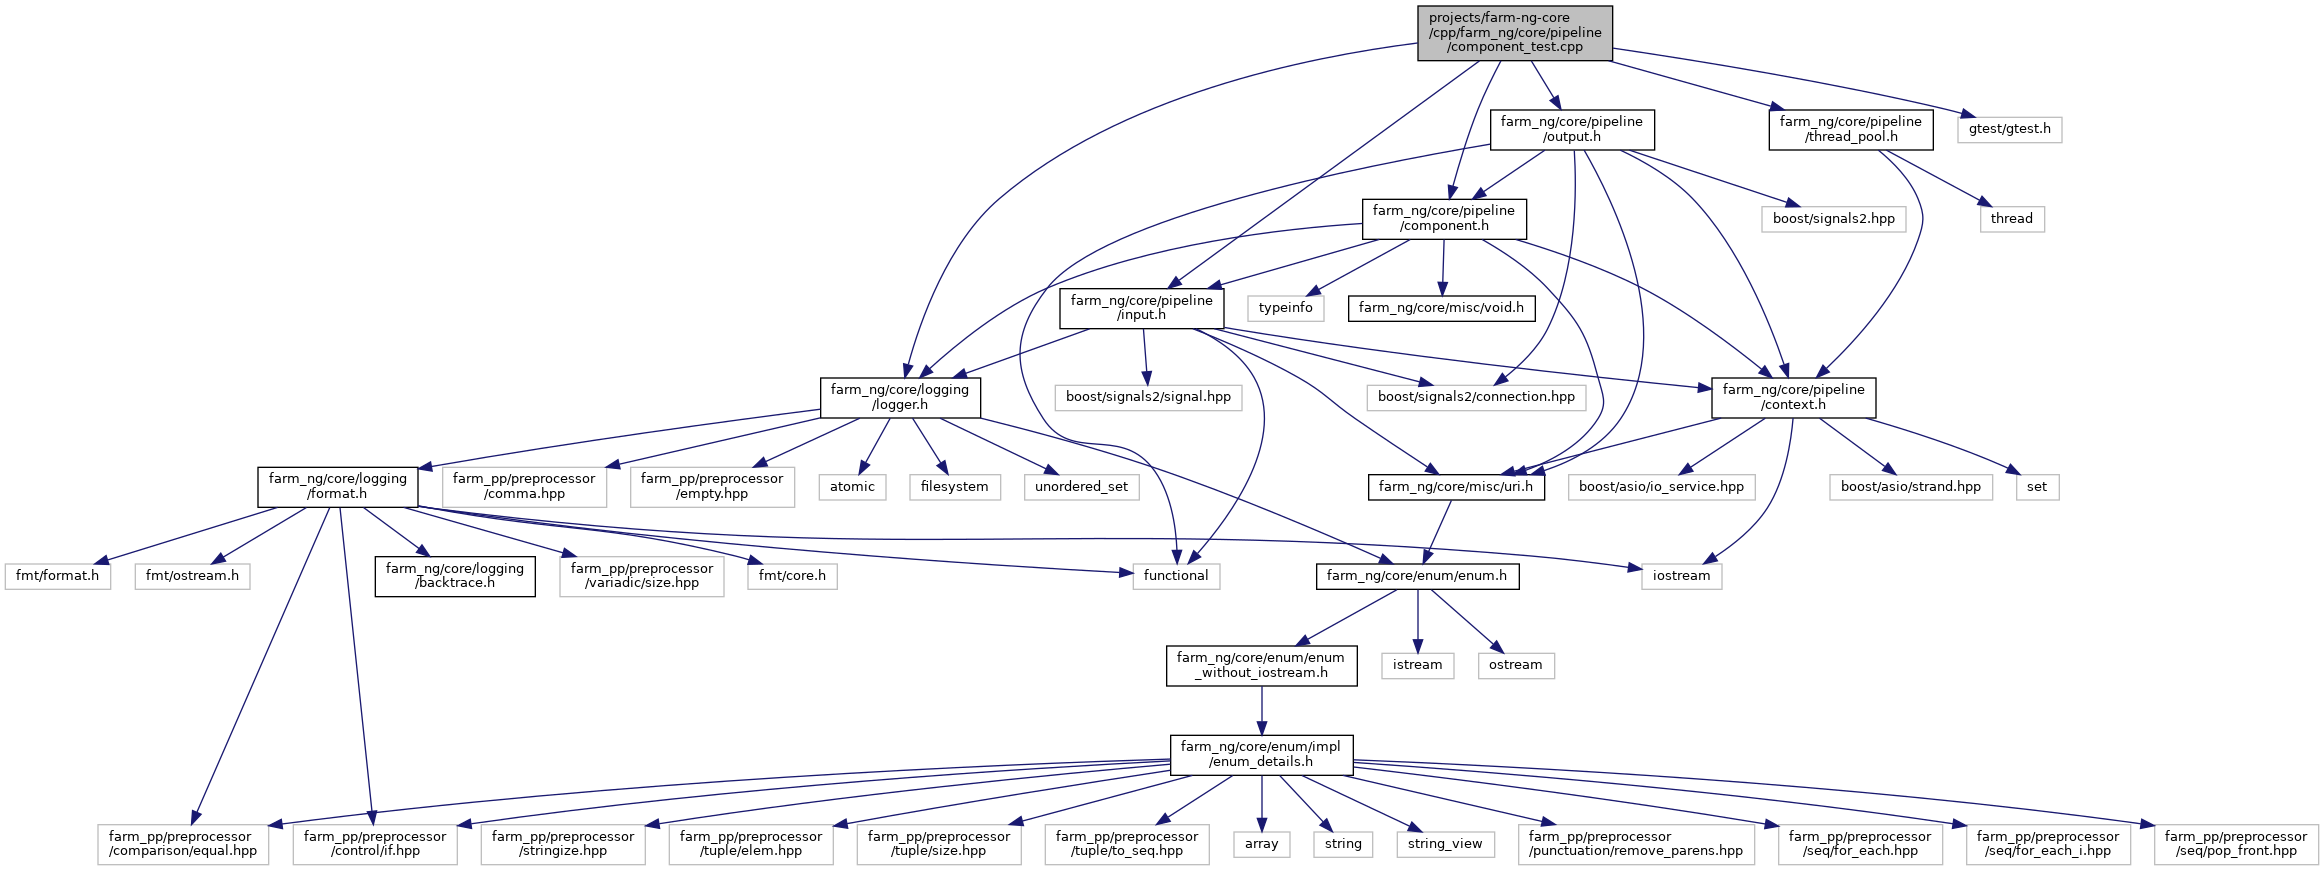 projects/farm-ng-core
/cpp/farm_ng/core/pipeline
/component_test.cpp
farm_ng/core/pipeline
/output.h
farm_ng/core/pipeline
/thread_pool.h
gtest/gtest.h
farm_ng/core/pipeline
/component.h
boost/signals2.hpp
thread
farm_ng/core/pipeline
/input.h
typeinfo
farm_ng/core/misc/void.h
farm_ng/core/logging
/logger.h
boost/signals2/signal.hpp
boost/signals2/connection.hpp
farm_ng/core/pipeline
/context.h
farm_ng/core/logging
/format.h
farm_pp/preprocessor
/comma.hpp
farm_pp/preprocessor
/empty.hpp
atomic
filesystem
unordered_set
farm_ng/core/misc/uri.h
boost/asio/io_service.hpp
boost/asio/strand.hpp
set
fmt/format.h
fmt/ostream.h
farm_ng/core/logging
/backtrace.h
farm_pp/preprocessor
/variadic/size.hpp
fmt/core.h
functional
farm_ng/core/enum/enum.h
iostream
farm_ng/core/enum/enum
_without_iostream.h
istream
ostream
farm_ng/core/enum/impl
/enum_details.h
farm_pp/preprocessor
/comparison/equal.hpp
farm_pp/preprocessor
/control/if.hpp
farm_pp/preprocessor
/stringize.hpp
farm_pp/preprocessor
/tuple/elem.hpp
farm_pp/preprocessor
/tuple/size.hpp
farm_pp/preprocessor
/tuple/to_seq.hpp
array
string
string_view
farm_pp/preprocessor
/punctuation/remove_parens.hpp
farm_pp/preprocessor
/seq/for_each.hpp
farm_pp/preprocessor
/seq/for_each_i.hpp
farm_pp/preprocessor
/seq/pop_front.hpp